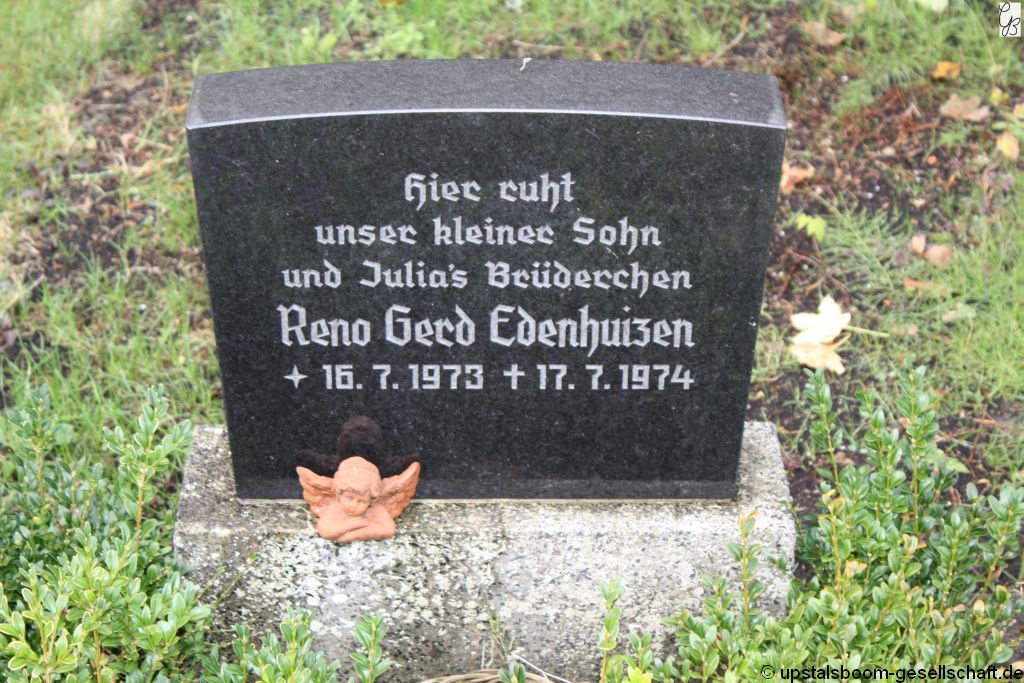 Hier ruht
unser kleiner Sohn
und Julia's Brüderchen
Reno Gerd Edenhuizen
✦ 16. 7. 1973 ✝ 17. 7. 1974
© upstalsboom-gesellschaft.de